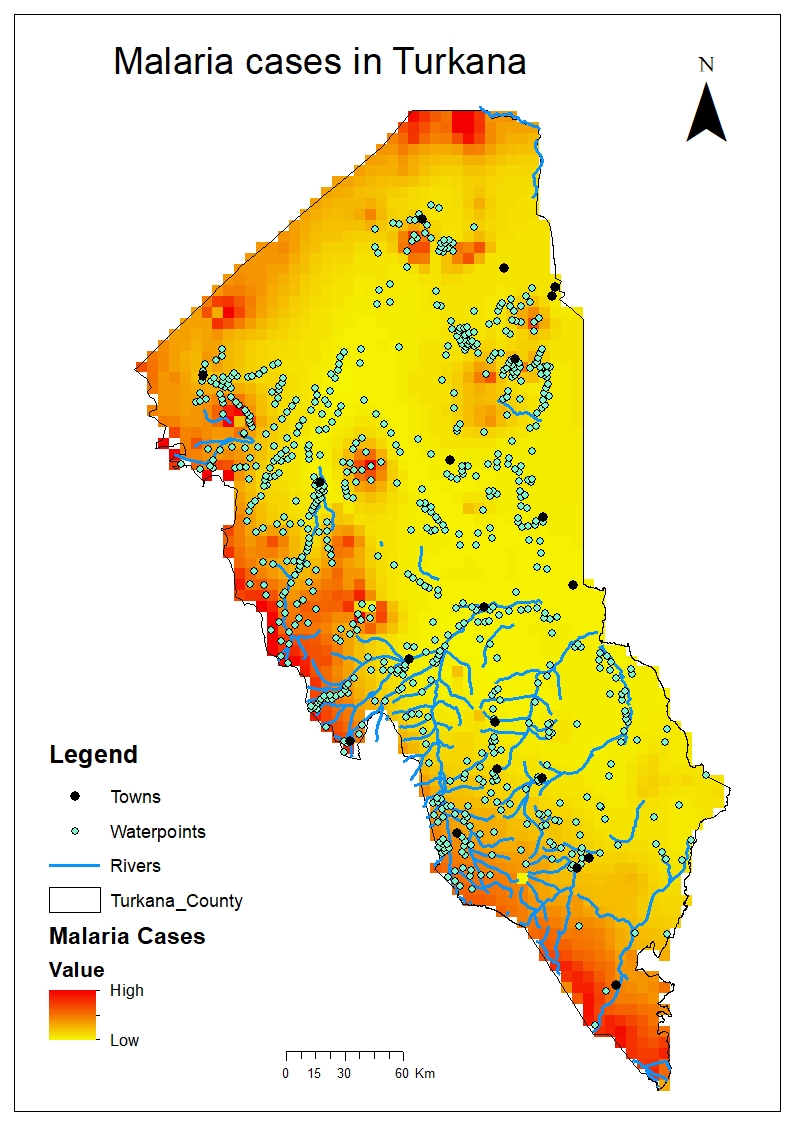 Malaria cases in Turkana
N
Legend
Towns
Waterpoints
Rivers
Turkana_County
Malaria Cases
Value
High
Low
0 15 30 60 Km